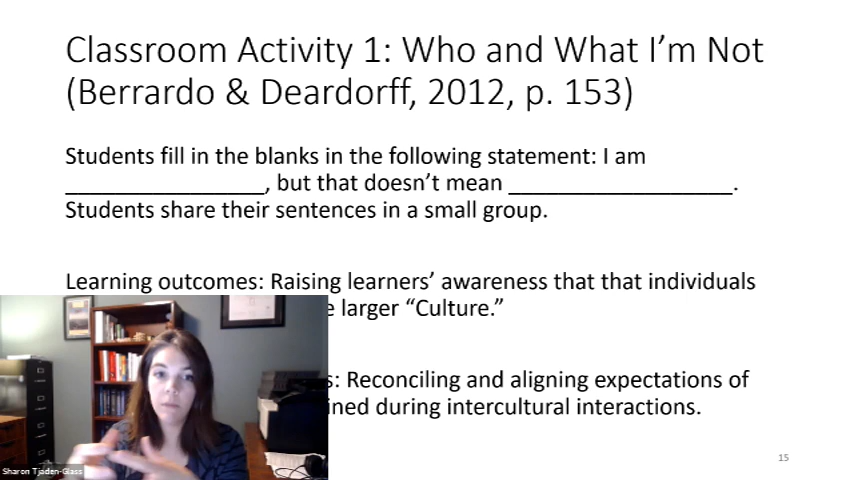 Classroom Activity 1: Who and What I'm Not
(Berrardo & Deardorff, 2012, p. 153)
Students fill in the blanks in the following statement: I am
________________, but that doesn't mean __________________.
Students share their sentences in a small group.
Learning outcomes: Raising learners' awareness that that individuals
e larger “Culture.”
s: Reconciling and aligning expectations of
ined during intercultural interactions.
Sharon Tjaden-Glass
15